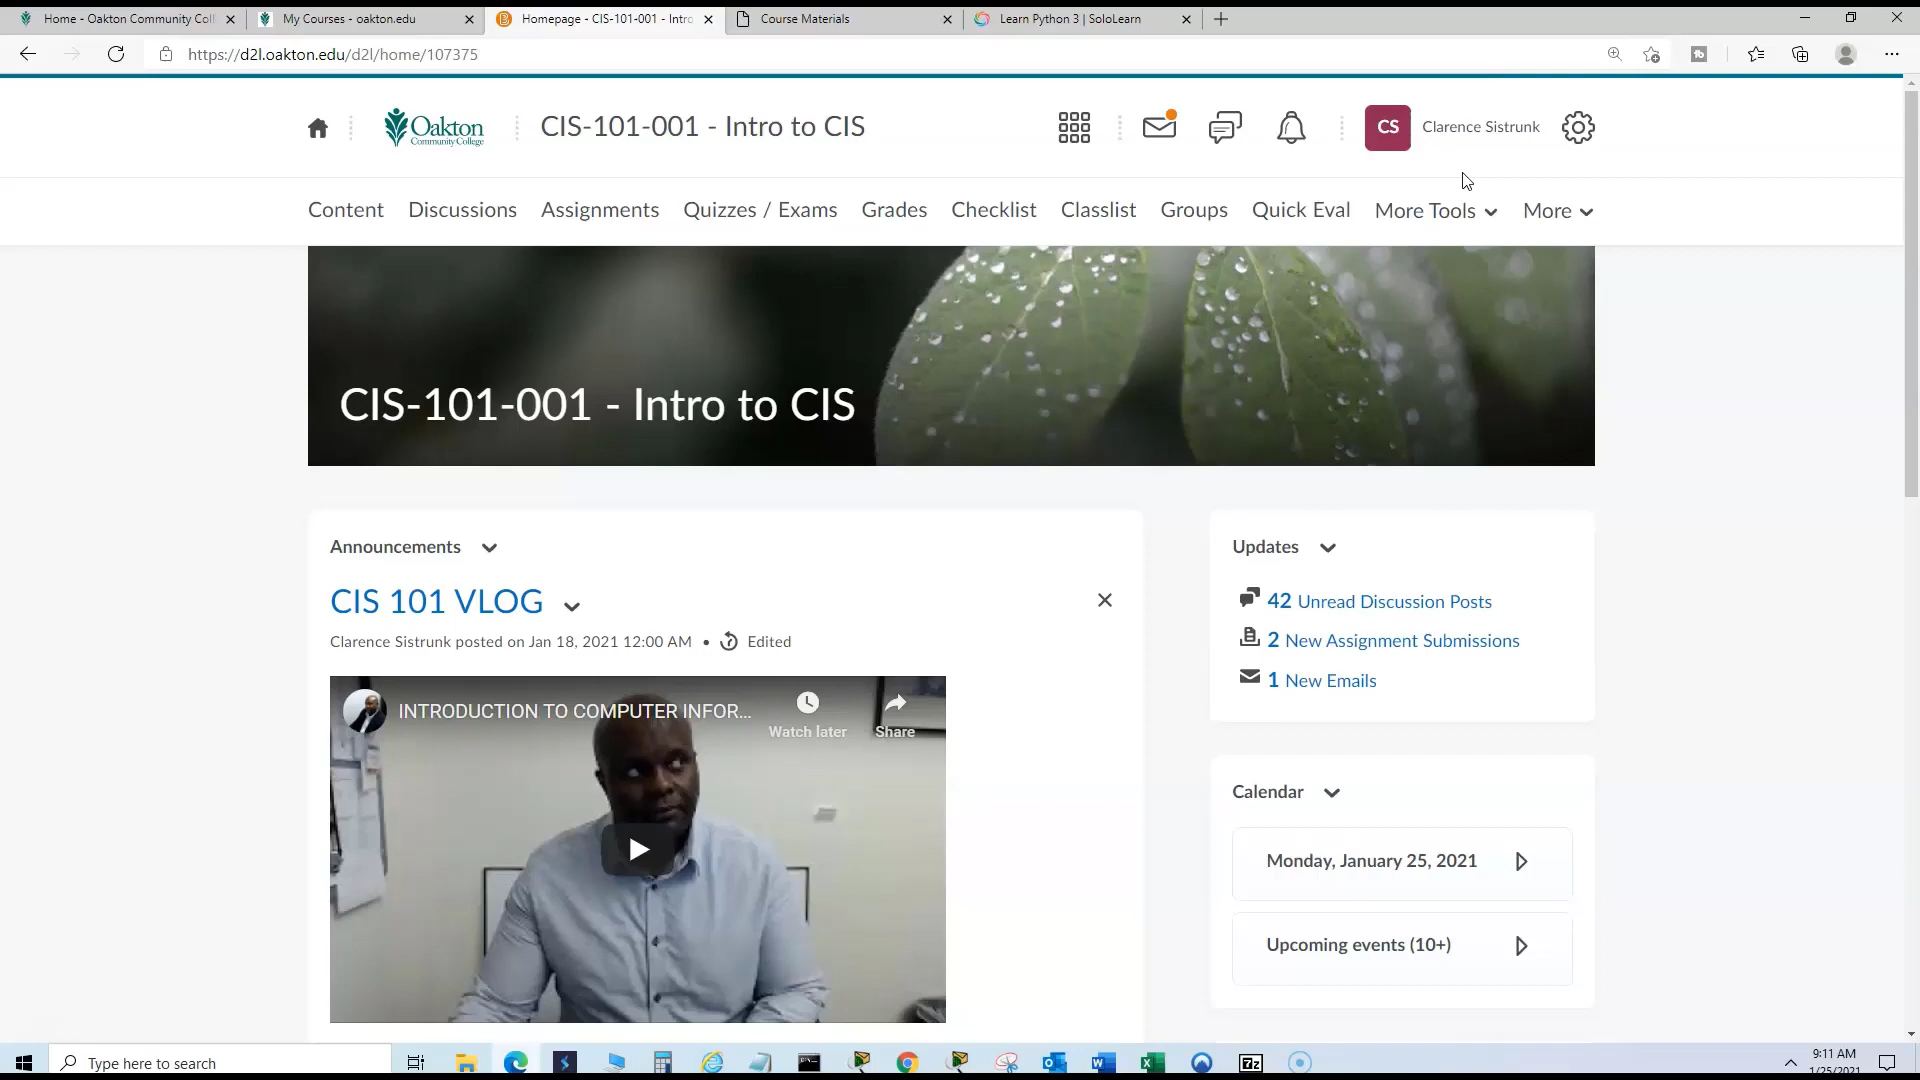 Home - Oakton Community Coll
My Courses - oakton.edu
Homepage - CIS-101-001 - Intro
Course Materials
Learn Python 3 | SoloLearn
https://d2l.oakton.edu/d2l/home/107375
Oakton
Community College
CIS-101-001 - Intro to CIS
CS
Clarence Sistrunk
Content
Discussions
Assignments
Quizzes / Exams
Grades
Checklist
Classlist
Groups
Quick Eval
More Tools
More
CIS-101-001 - Intro to CIS
Announcements
CIS 101 VLOG
Clarence Sistrunk posted on Jan 18, 2021 12:00 AM • Edited
INTRODUCTION TO COMPUTER INFOR...
Watch later
Share
Updates
42 Unread Discussion Posts
2 New Assignment Submissions
1 New Emails
Calendar
Monday, January 25, 2021
Upcoming events (10+)
Type here to search
7z
9:11 AM
1/25/2021